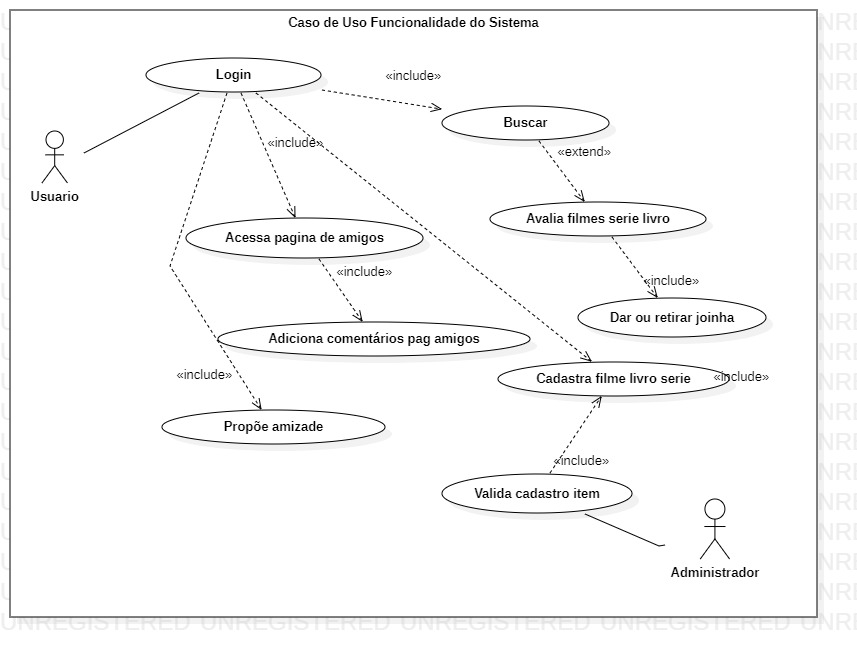 Caso de Uso Funcionalidade do Sistema
Login
«include»
Buscar
«include»
«extend»
Usuario
Avalia filmes serie livro
Acessa pagina de amigos
«include»
«include»
Dar ou retirar joinha
Adiciona comentários pag amigos
«include»
Cadastra filme livro serie
«include»
Propõe amizade
«include»
Valida cadastro item
Administrador
UNREGISTERED UNREGISTERED UNREGISTERED UNREGISTERED